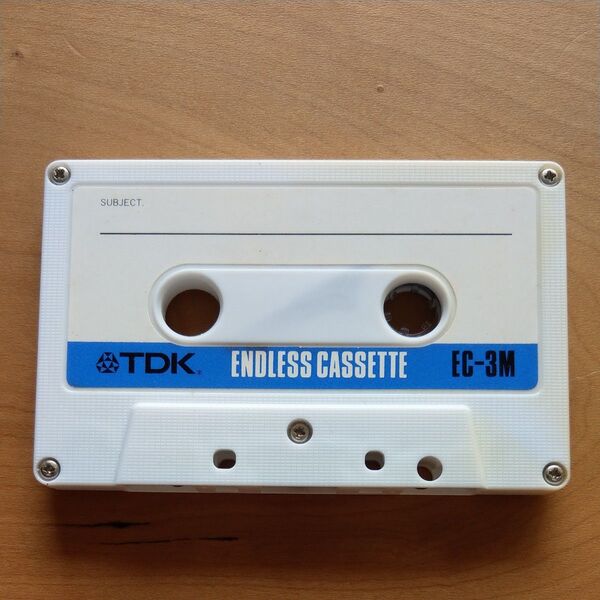 SUBJECT.
TDK ENDLESS CASSETTE EC-3M